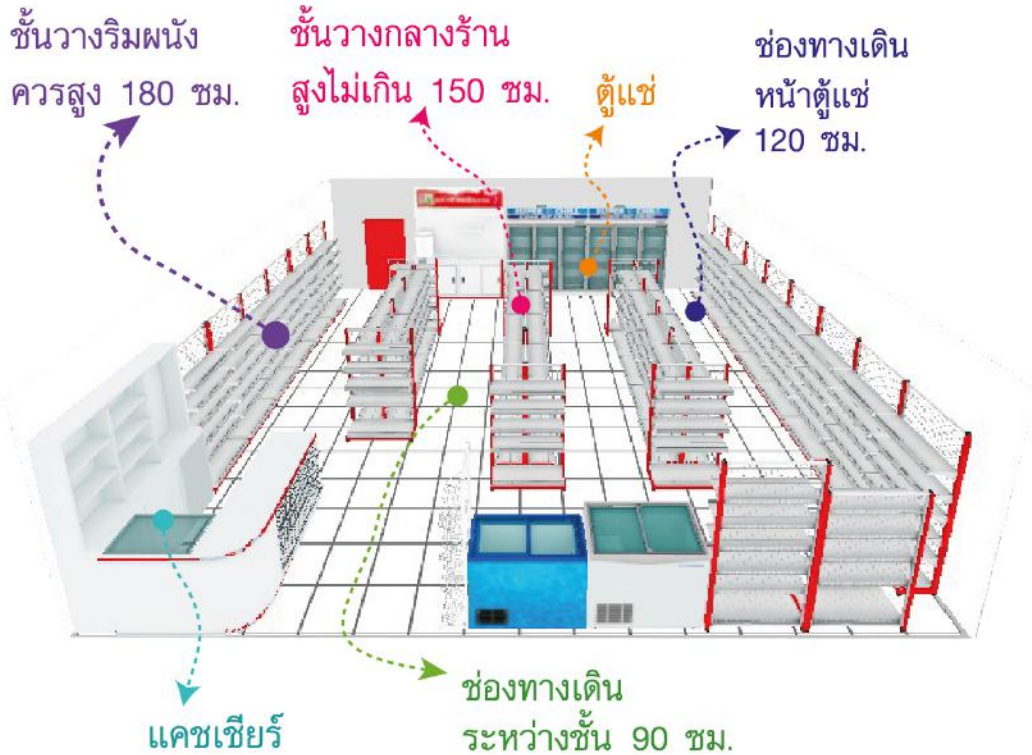 ชั้นวางริมผนัง
ควรสูง 180 ซม.
ชั้นวางกลางร้าน
สูงไม่เกิน 150 ซม.
ตู้แช่
ช่องทางเดิน
หน้าตู้แช่
120 ซม.
แคชเชียร์
ช่องทางเดิน
ระหว่างชั้น 90 ซม.